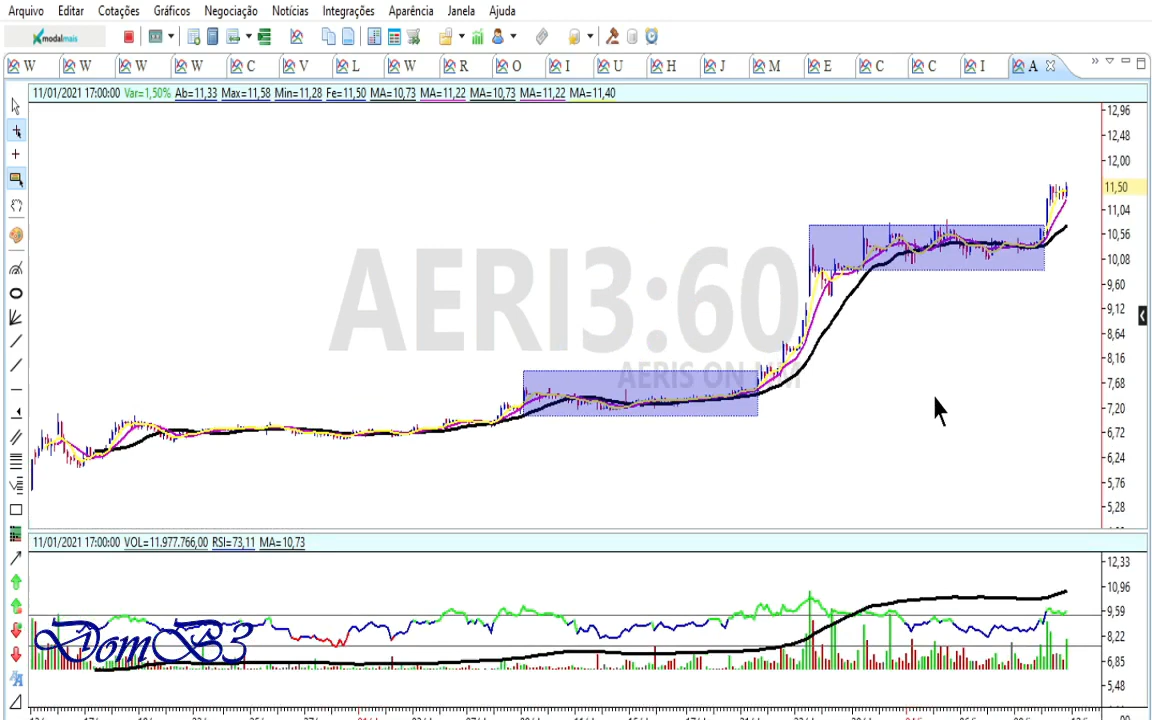 Arquivo Editar Cotações Gráficos Negociação Notícias Integrações Aparência Janela Ajuda
modalmais
W W W W C V L W R O I U H J M E C C I A
11/01/2021 17:00:00 Var=1,50% Ab=11,33 Max=11,58 Min=11,28 Fe=11,50 MA=10,73 MA=11,22 MA=10,73 MA=11,22 MA=11,40
12,96
12,48
12,00
11,50
11,04
10,56
10,08
9,60
9,12
8,64
8,16
7,68
7,20
6,72
6,24
5,76
5,28
AERI3:60
AERIS ON NM
11/01/2021 17:00:00 VOL=11.977.766,00 RSI=73,11 MA=10,73
12,33
10,96
9,59
8,22
6,85
5,48
DomB3